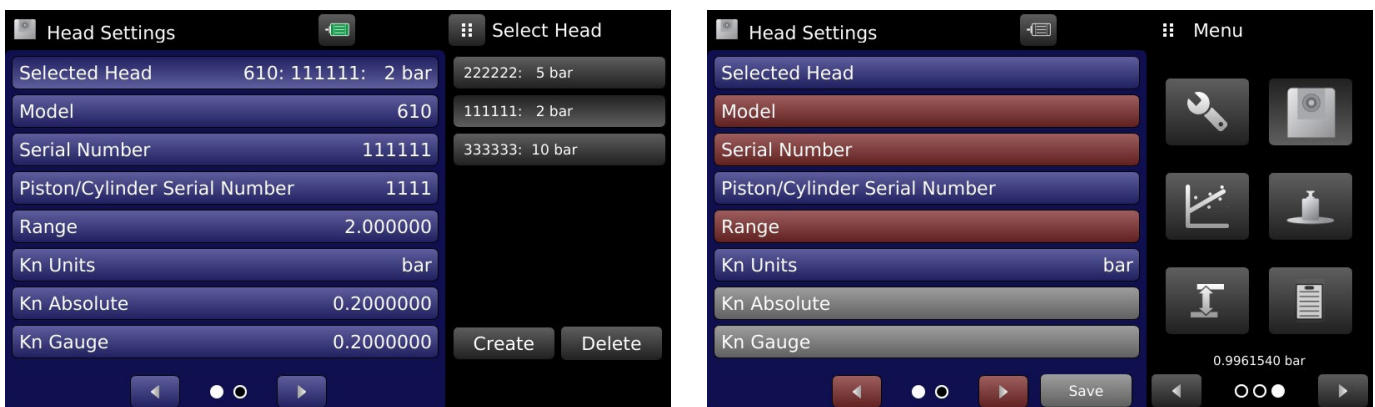 Head Settings
Select Head
Selected Head 610: 111111: 2 bar
222222: 5 bar
Model 610
111111: 2 bar
Serial Number 111111
333333: 10 bar
Piston/Cylinder Serial Number 1111
Range 2.000000
Kn Units bar
Kn Absolute 0.2000000
Kn Gauge 0.2000000
Create Delete
Head Settings
Menu
Selected Head
Model
Serial Number
Piston/Cylinder Serial Number
Range
Kn Units bar
Kn Absolute
Kn Gauge
0.9961540 bar
Save